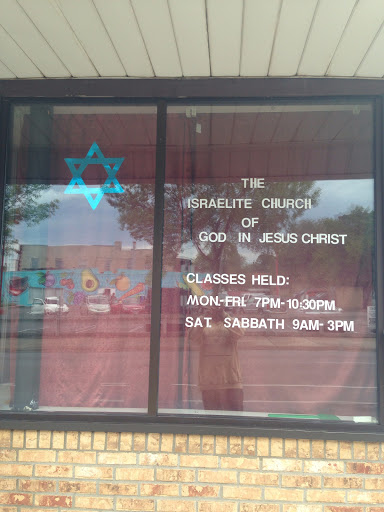 THE
ISRAELITE CHURCH
OF
GOD IN JESUS CHRIST
CLASSES HELD:
MON-FRI. 7PM-10:30PM
SAT. SABBATH 9AM-3PM